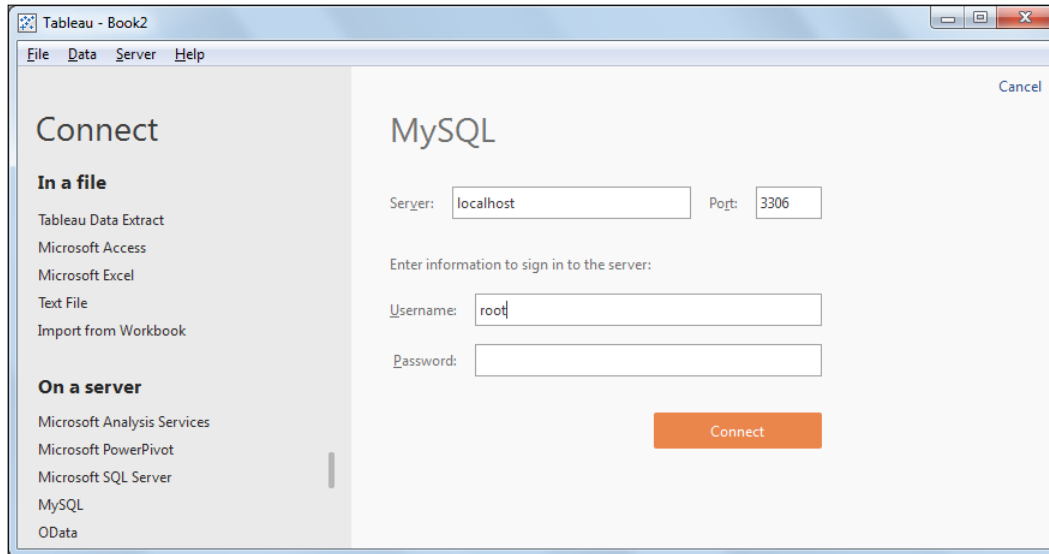 Tableau - Book2
File Data Server Help
Cancel
Connect
In a file
Tableau Data Extract
Microsoft Access
Microsoft Excel
Text File
Import from Workbook
On a server
Microsoft Analysis Services
Microsoft PowerPivot
Microsoft SQL Server
MySQL
OData
MySQL
Server: localhost Port: 3306
Enter information to sign in to the server:
Username: root
Password:
Connect